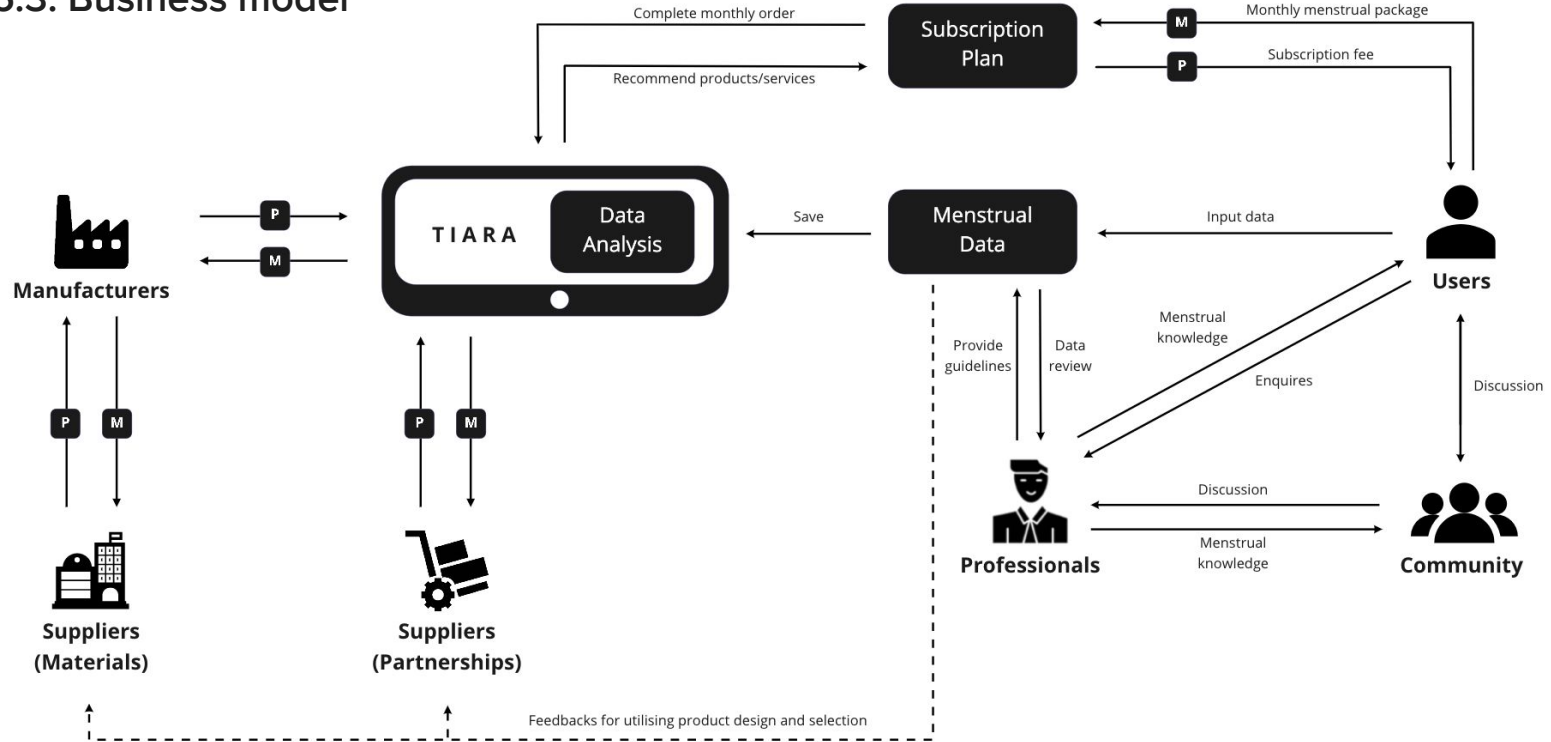 Business model
Complete monthly order
Recommend products/services
Subscription
Plan
M
Monthly menstrual package
P
Subscription fee
Manufacturers
P
M
TIARA
Data
Analysis
Save
Menstrual
Data
Input data
Users
P
M
P
M
Provide
guidelines
Data
review
Menstrual
knowledge
Enquires
Discussion
Professionals
Discussion
Menstrual
knowledge
Community
Suppliers
(Materials)
Suppliers
(Partnerships)
Feedbacks for utilising product design and selection